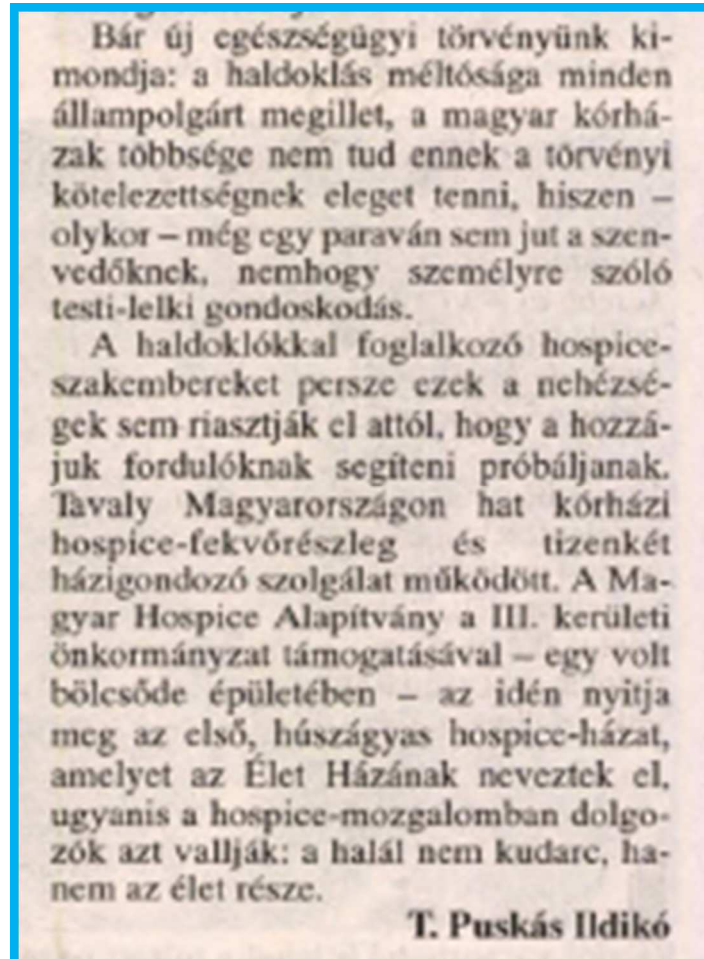 Bár új egészségügyi törvényünk ki-
mondja: a haldoklás méltósága minden
állampolgárt megillet, a magyar kórhá-
zak többsége nem tud ennek a törvényi
kötelezettségnek eleget tenni, hiszen –
olykor – még egy paraván sem jut a szen-
vedőknek, nemhogy személyre szóló
testi-lelki gondoskodás.
A haldoklókkal foglalkozó hospice-
szakembereket persze ezek a nehézsé-
gek sem riasztják el attól, hogy a hozzá-
juk fordulóknak segíteni próbáljanak.
Tavaly Magyarországon hat kórházi
hospice-fekvőrészleg és tizenkét
házigondozó szolgálat működött. A Ma-
gyar Hospice Alapítvány a III. kerületi
önkormányzat támogatásával – egy volt
bölcsőde épületében – az idén nyitja
meg az első, húszágyas hospice-házat,
amelyet az Élet Házának neveztek el,
ugyanis a hospice-mozgalomban dolgo-
zók azt vallják: a halál nem kudarc, ha-
nem az élet része.
T. Puskás Ildikó